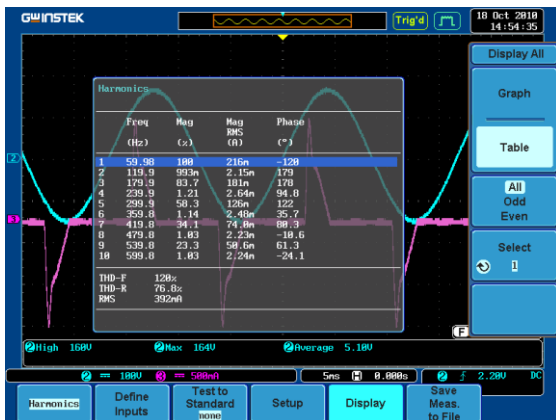 GWINSTEK
Trig'd
18 Oct 2010
14:54:35
Display All
Graph
Table
All
Odd
Even
Select
1
Harmonics
Freq Mag Mag Phase
RMS
(Hz) (%) (A) (°)
1 59.98 100 216m -120
2 119.9 993m 2.15m 179
3 179.9 83.7 181m 178
4 239.9 1.21 2.64m 94.8
5 299.9 58.3 126m 122
6 359.8 1.14 2.48m 35.7
7 419.8 34.1 74.0m 80.3
8 479.8 1.03 2.23m -10.6
9 539.8 23.3 50.6m 61.3
10 599.8 1.03 2.24m -24.1
THD-F 120%
THD-R 76.8%
RMS 392mA
2
3
F
2 High 160V 2 Max 164V 2 Average 5.10V
2 100V 3 500mA 5ms H 0.000s 2 2.20V DC
Harmonics
Define
Inputs
Test to
Standard
none
Setup
Display
Save
Meas.
to File